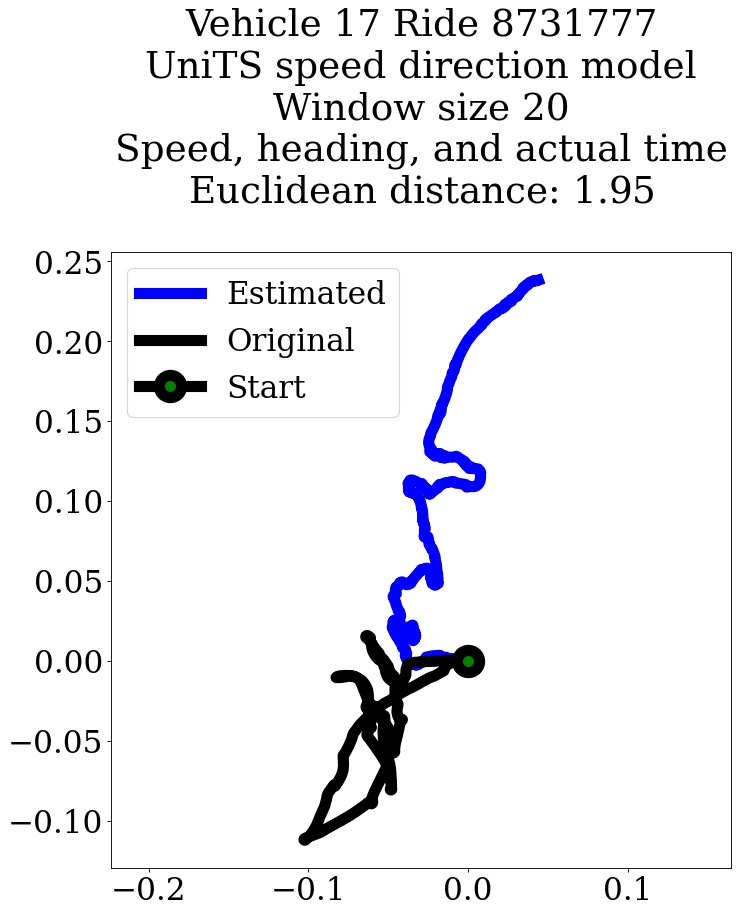 Vehicle 17 Ride 8731777
UniTS speed direction model
Window size 20
Speed, heading, and actual time
Euclidean distance: 1.95
0.25
Estimated
0.20
Original
Start
0.15
0.10
0.05
0.00
−0.05
−0.10
−0.2 −0.1 0.0 0.1